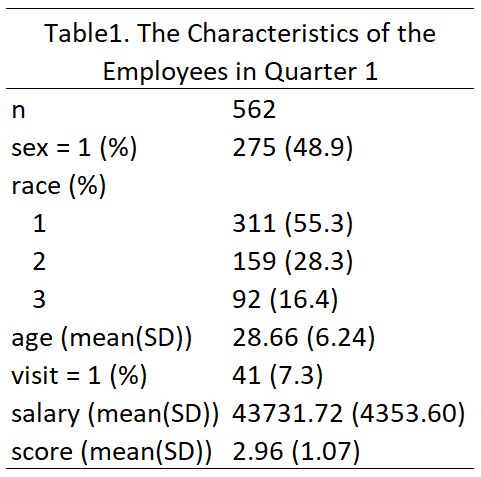 Table1. The Characteristics of the
Employees in Quarter 1
n 562
sex = 1 (%) 275 (48.9)
race (%)
1 311 (55.3)
2 159 (28.3)
3 92 (16.4)
age (mean(SD)) 28.66 (6.24)
visit = 1 (%) 41 (7.3)
salary (mean(SD)) 43731.72 (4353.60)
score (mean(SD)) 2.96 (1.07)